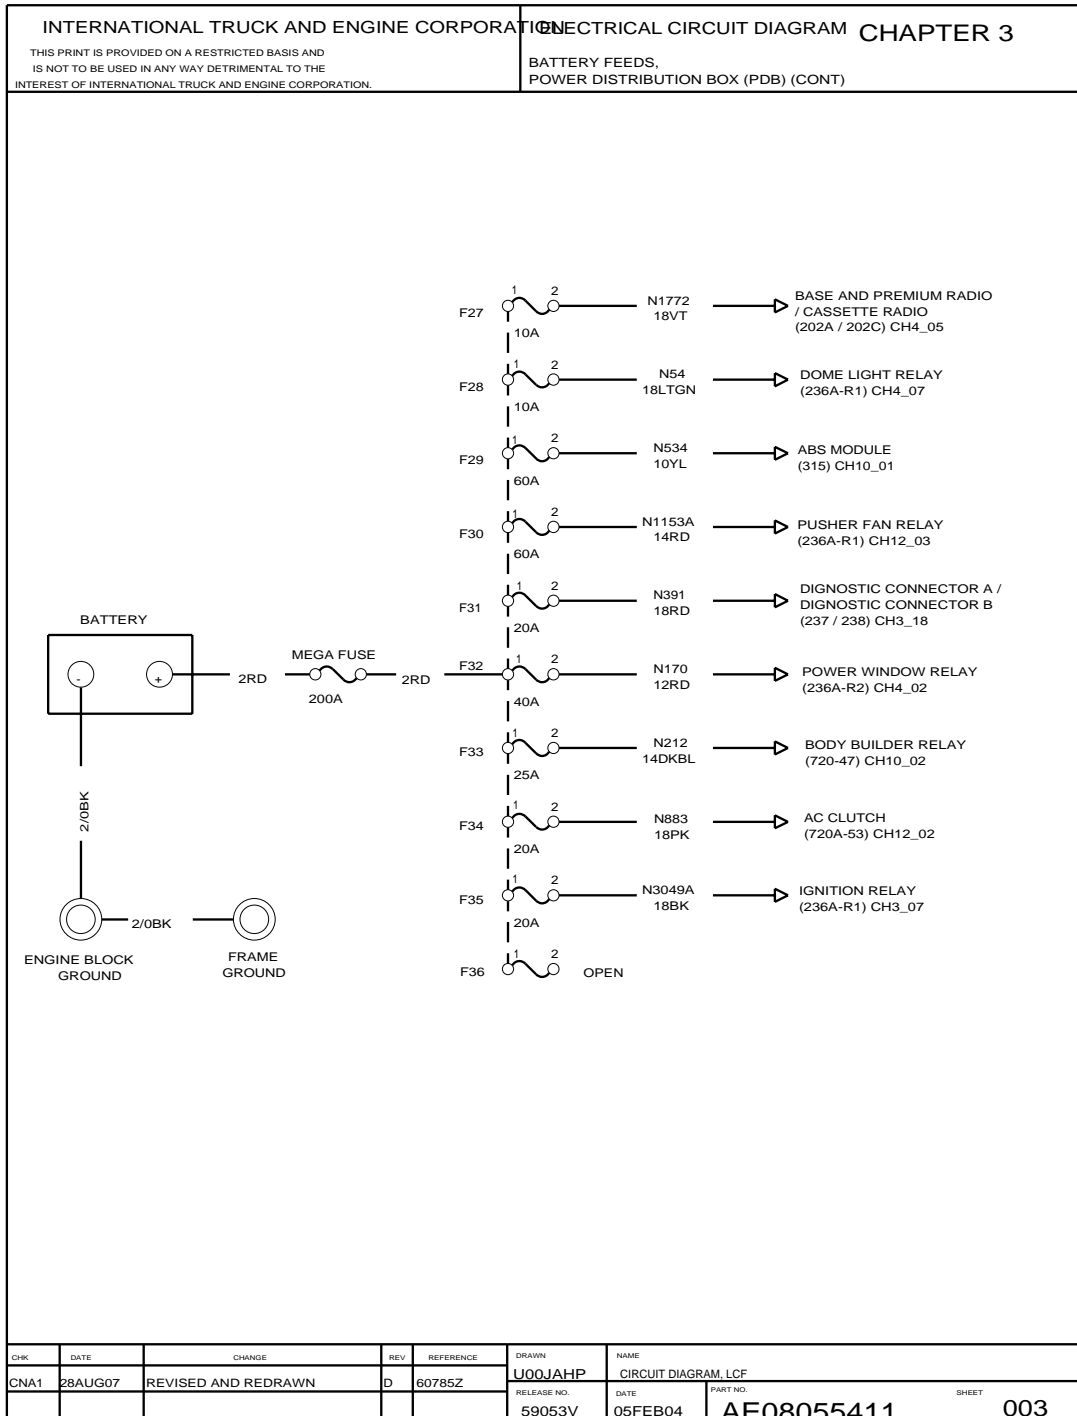 INTERNATIONAL TRUCK AND ENGINE CORPORATION
THIS PRINT IS PROVIDED ON A RESTRICTED BASIS AND
IS NOT TO BE USED IN ANY WAY DETRIMENTAL TO THE
INTEREST OF INTERNATIONAL TRUCK AND ENGINE CORPORATION.
ELECTRICAL CIRCUIT DIAGRAM CHAPTER 3
BATTERY FEEDS,
POWER DISTRIBUTION BOX (PDB) (CONT)
F27 1 2
10A
N1772
18VT
BASE AND PREMIUM RADIO
/ CASSETTE RADIO
(202A / 202C) CH4_05
F28 1 2
10A
N54
18LTGN
DOME LIGHT RELAY
(236A-R1) CH4_07
F29 1 2
60A
N534
10YL
ABS MODULE
(315) CH10_01
F30 1 2
60A
N1153A
14RD
PUSHER FAN RELAY
(236A-R1) CH12_03
F31 1 2
20A
N391
18RD
DIGNOSTIC CONNECTOR A /
DIGNOSTIC CONNECTOR B
(237 / 238) CH3_18
BATTERY
- +
2RD
MEGA FUSE
200A
2RD
F32 1 2
40A
N170
12RD
POWER WINDOW RELAY
(236A-R2) CH4_02
F33 1 2
25A
N212
14DKBL
BODY BUILDER RELAY
(720-47) CH10_02
2/0BK
F34 1 2
20A
N883
18PK
AC CLUTCH
(720A-53) CH12_02
F35 1 2
20A
N3049A
18BK
IGNITION RELAY
(236A-R1) CH3_07
2/0BK
ENGINE BLOCK
GROUND
FRAME
GROUND
F36 1 2
OPEN
CHK DATE CHANGE REV REFERENCE
CNA1 28AUG07 REVISED AND REDRAWN D 60785Z
DRAWN
U00JAHP
NAME
CIRCUIT DIAGRAM, LCF
RELEASE NO.
59053V
DATE
05FEB04
PART NO.
AE08055411
SHEET
003